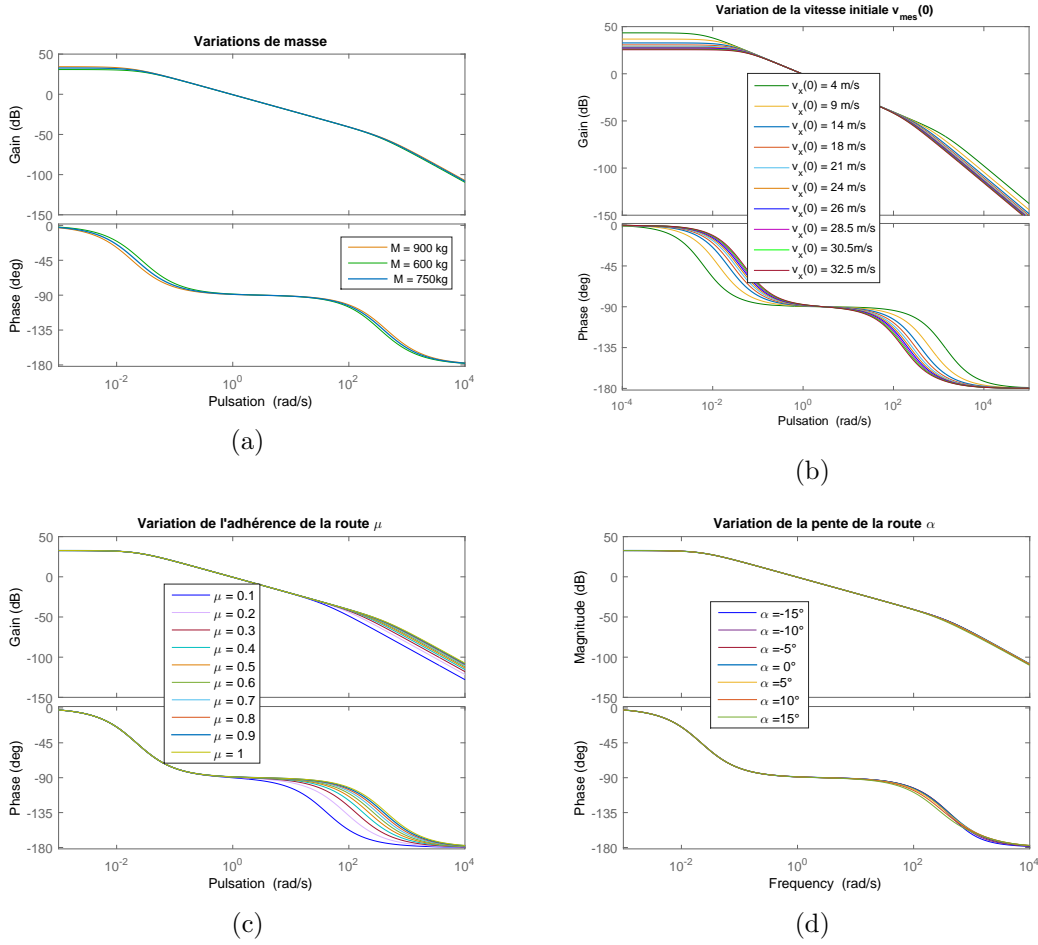 Variations de masse
50
0
-50
-100
-150
Gain (dB)
0
-45
-90
-135
-180
Phase (deg)
M = 900 kg
M = 600 kg
M = 750kg
10^-2
10^0
10^2
10^4
Pulsation (rad/s)
(a)
Variation de la vitesse initiale v_mes(0)
50
0
-50
-100
-150
Gain (dB)
v_x(0) = 4 m/s
v_x(0) = 9 m/s
v_x(0) = 14 m/s
v_x(0) = 18 m/s
v_x(0) = 21 m/s
v_x(0) = 24 m/s
v_x(0) = 26 m/s
v_x(0) = 28.5 m/s
v_x(0) = 30.5m/s
v_x(0) = 32.5 m/s
0
-45
-90
-135
-180
Phase (deg)
10^-4
10^-2
10^0
10^2
10^4
Pulsation (rad/s)
(b)
Variation de l'adhérence de la route μ
50
0
-50
-100
-150
Gain (dB)
μ = 0.1
μ = 0.2
μ = 0.3
μ = 0.4
μ = 0.5
μ = 0.6
μ = 0.7
μ = 0.8
μ = 0.9
μ = 1
0
-45
-90
-135
-180
Phase (deg)
10^-2
10^0
10^2
10^4
Pulsation (rad/s)
(c)
Variation de la pente de la route α
50
0
-50
-100
-150
Magnitude (dB)
α =-15°
α =-10°
α =-5°
α = 0°
α =5°
α =10°
α =15°
0
-45
-90
-135
-180
Phase (deg)
10^-2
10^0
10^2
10^4
Frequency (rad/s)
(d)